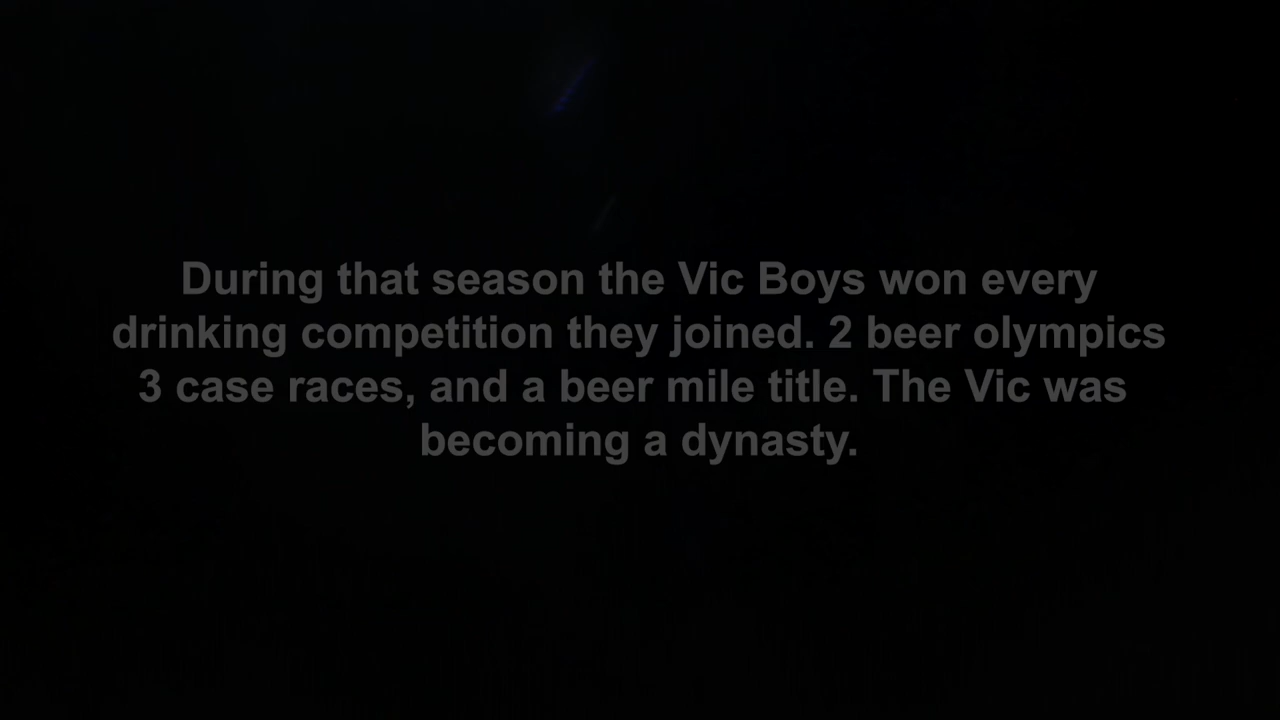 During that season the Vic Boys won every
drinking competition they joined. 2 beer olympics
3 case races, and a beer mile title. The Vic was
becoming a dynasty.